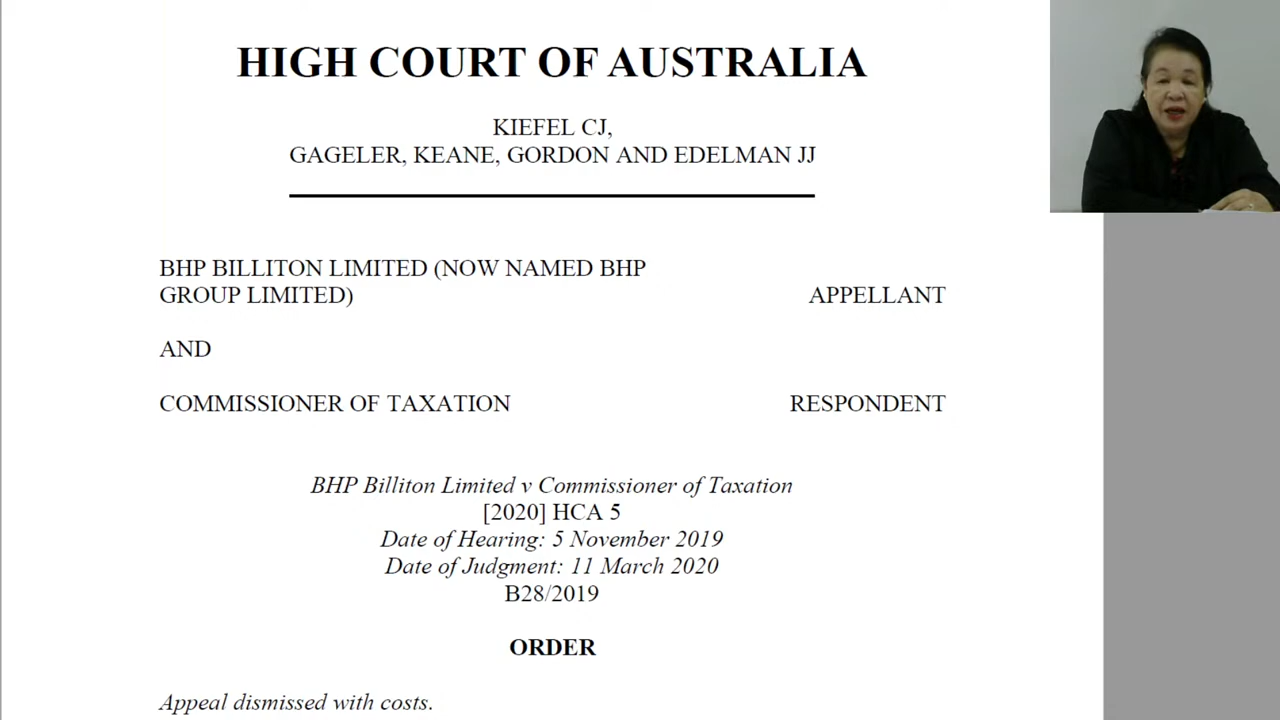 HIGH COURT OF AUSTRALIA
KIEFEL CJ,
GAGELER, KEANE, GORDON AND EDELMAN JJ
BHP BILLITON LIMITED (NOW NAMED BHP
GROUP LIMITED) APPELLANT
AND
COMMISSIONER OF TAXATION RESPONDENT
BHP Billiton Limited v Commissioner of Taxation
[2020] HCA 5
Date of Hearing: 5 November 2019
Date of Judgment: 11 March 2020
B28/2019
ORDER
Appeal dismissed with costs.